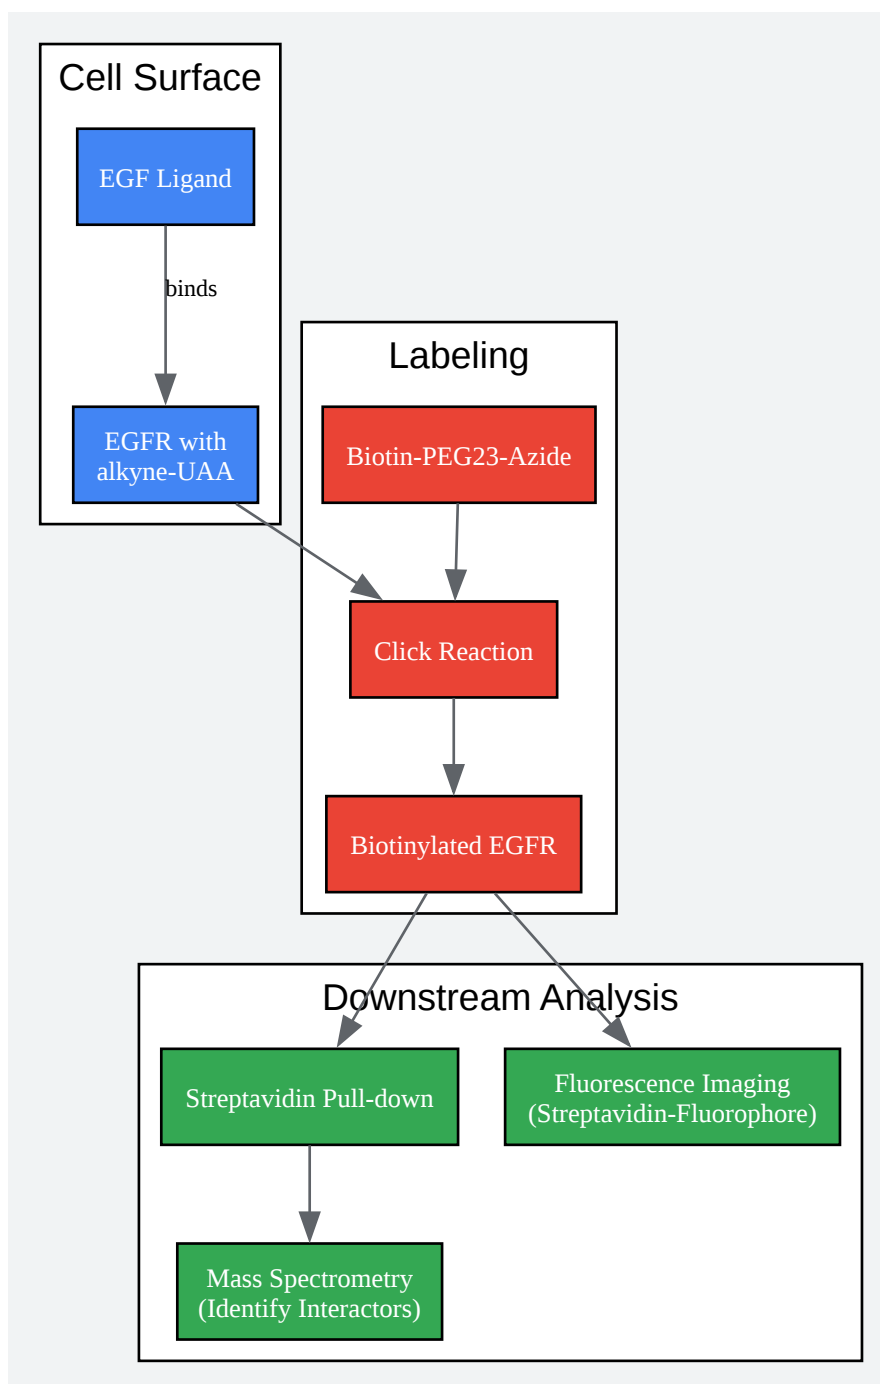 Cell Surface
EGF Ligand
binds
EGFR with
alkyne-UAA
Labeling
Biotin-PEG23-Azide
Click Reaction
Biotinylated EGFR
Downstream Analysis
Streptavidin Pull-down
Fluorescence Imaging
(Streptavidin-Fluorophore)
Mass Spectrometry
(Identify Interactors)